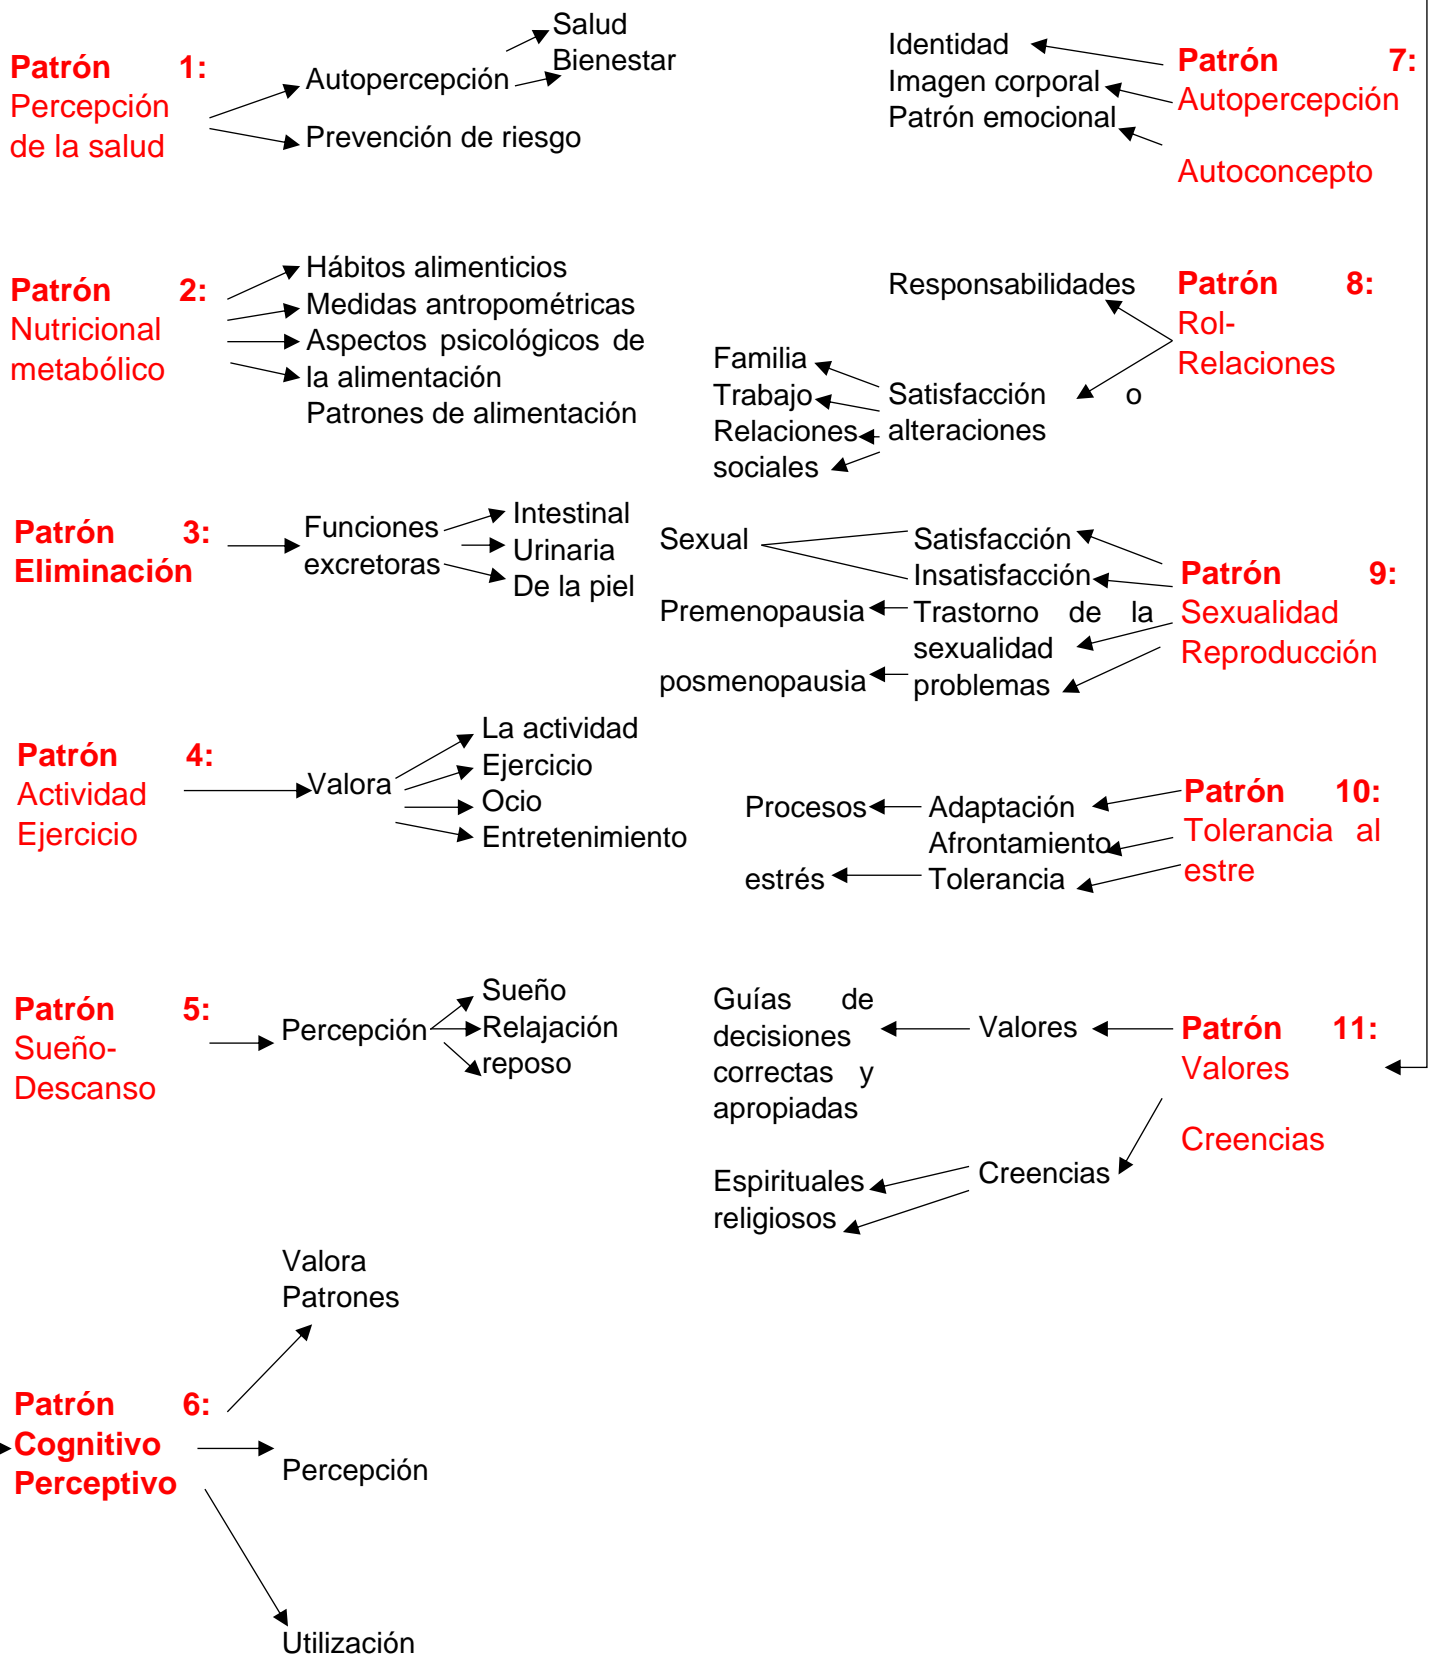 Patrón 1:
Percepción
de la salud
Autopercepción
Salud
Bienestar
Prevención de riesgo
Patrón 2:
Nutricional
metabólico
Hábitos alimenticios
Medidas antropométricas
Aspectos psicológicos de
la alimentación
Patrones de alimentación
Patrón 3:
Eliminación
Funciones
excretoras
Intestinal
Urinaria
De la piel
Patrón 4:
Actividad
Ejercicio
Valora
La actividad
Ejercicio
Ocio
Entretenimiento
Patrón 5:
Sueño-
Descanso
Percepción
Sueño
Relajación
reposo
Patrón 6:
Cognitivo
Perceptivo
Valora
Patrones
Percepción
Utilización
Patrón 7:
Autopercepción
Autoconcepto
Identidad
Imagen corporal
Patrón emocional
Patrón 8:
Rol-
Relaciones
Responsabilidades
Satisfacción o
alteraciones
Familia
Trabajo
Relaciones
sociales
Patrón 9:
Sexualidad
Reproducción
Satisfacción
Insatisfacción
Trastorno de la
sexualidad
problemas
Sexual
Premenopausia
posmenopausia
Patrón 10:
Tolerancia al
estre
Adaptación
Afrontamiento
Tolerancia
Procesos
estrés
Patrón 11:
Valores
Creencias
Valores
Guías de
decisiones
correctas y
apropiadas
Creencias
Espirituales
religiosos